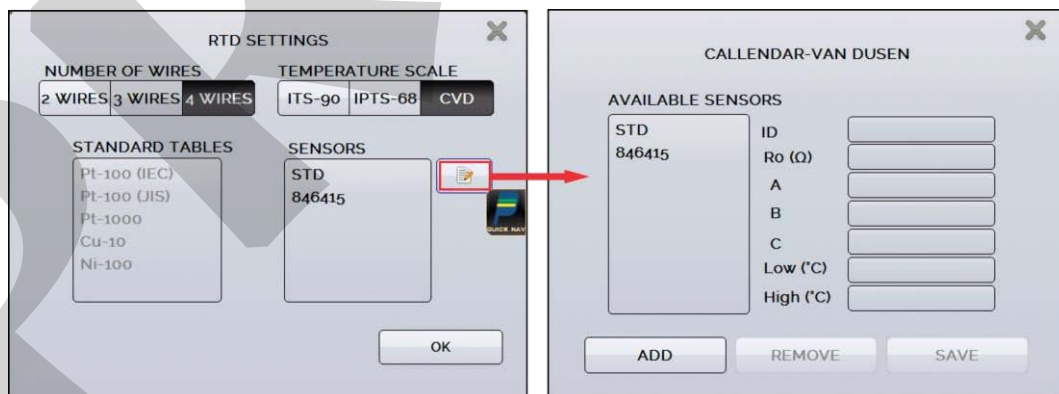 RTD SETTINGS
NUMBER OF WIRES
2 WIRES 3 WIRES 4 WIRES
TEMPERATURE SCALE
ITS-90 IPTS-68 CVD
STANDARD TABLES
Pt-100 (IEC)
Pt-100 (JIS)
Pt-1000
Cu-10
Ni-100
SENSORS
STD
846415
QUICK NAV
OK
CALLENDAR-VAN DUSEN
AVAILABLE SENSORS
STD
846415
ID
Ro (Ω)
A
B
C
Low (°C)
High (°C)
ADD
REMOVE
SAVE